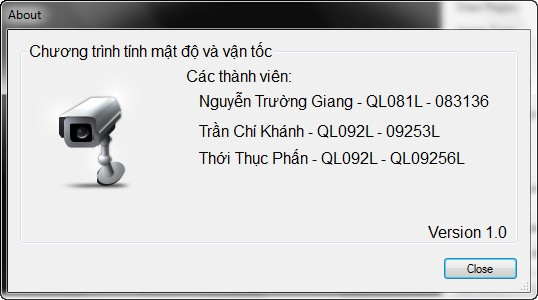 About
Chương trình tính mật độ và vận tốc
Các thành viên:
Nguyễn Trường Giang - QL081L - 083136
Trần Chí Khánh - QL092L - 09253L
Thới Thục Phấn - QL092L - QL09256L
Version 1.0
Close